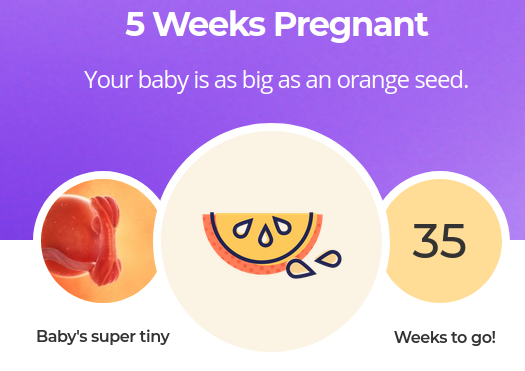 5 Weeks Pregnant
Your baby is as big as an orange seed.
35
Baby's super tiny
Weeks to go!